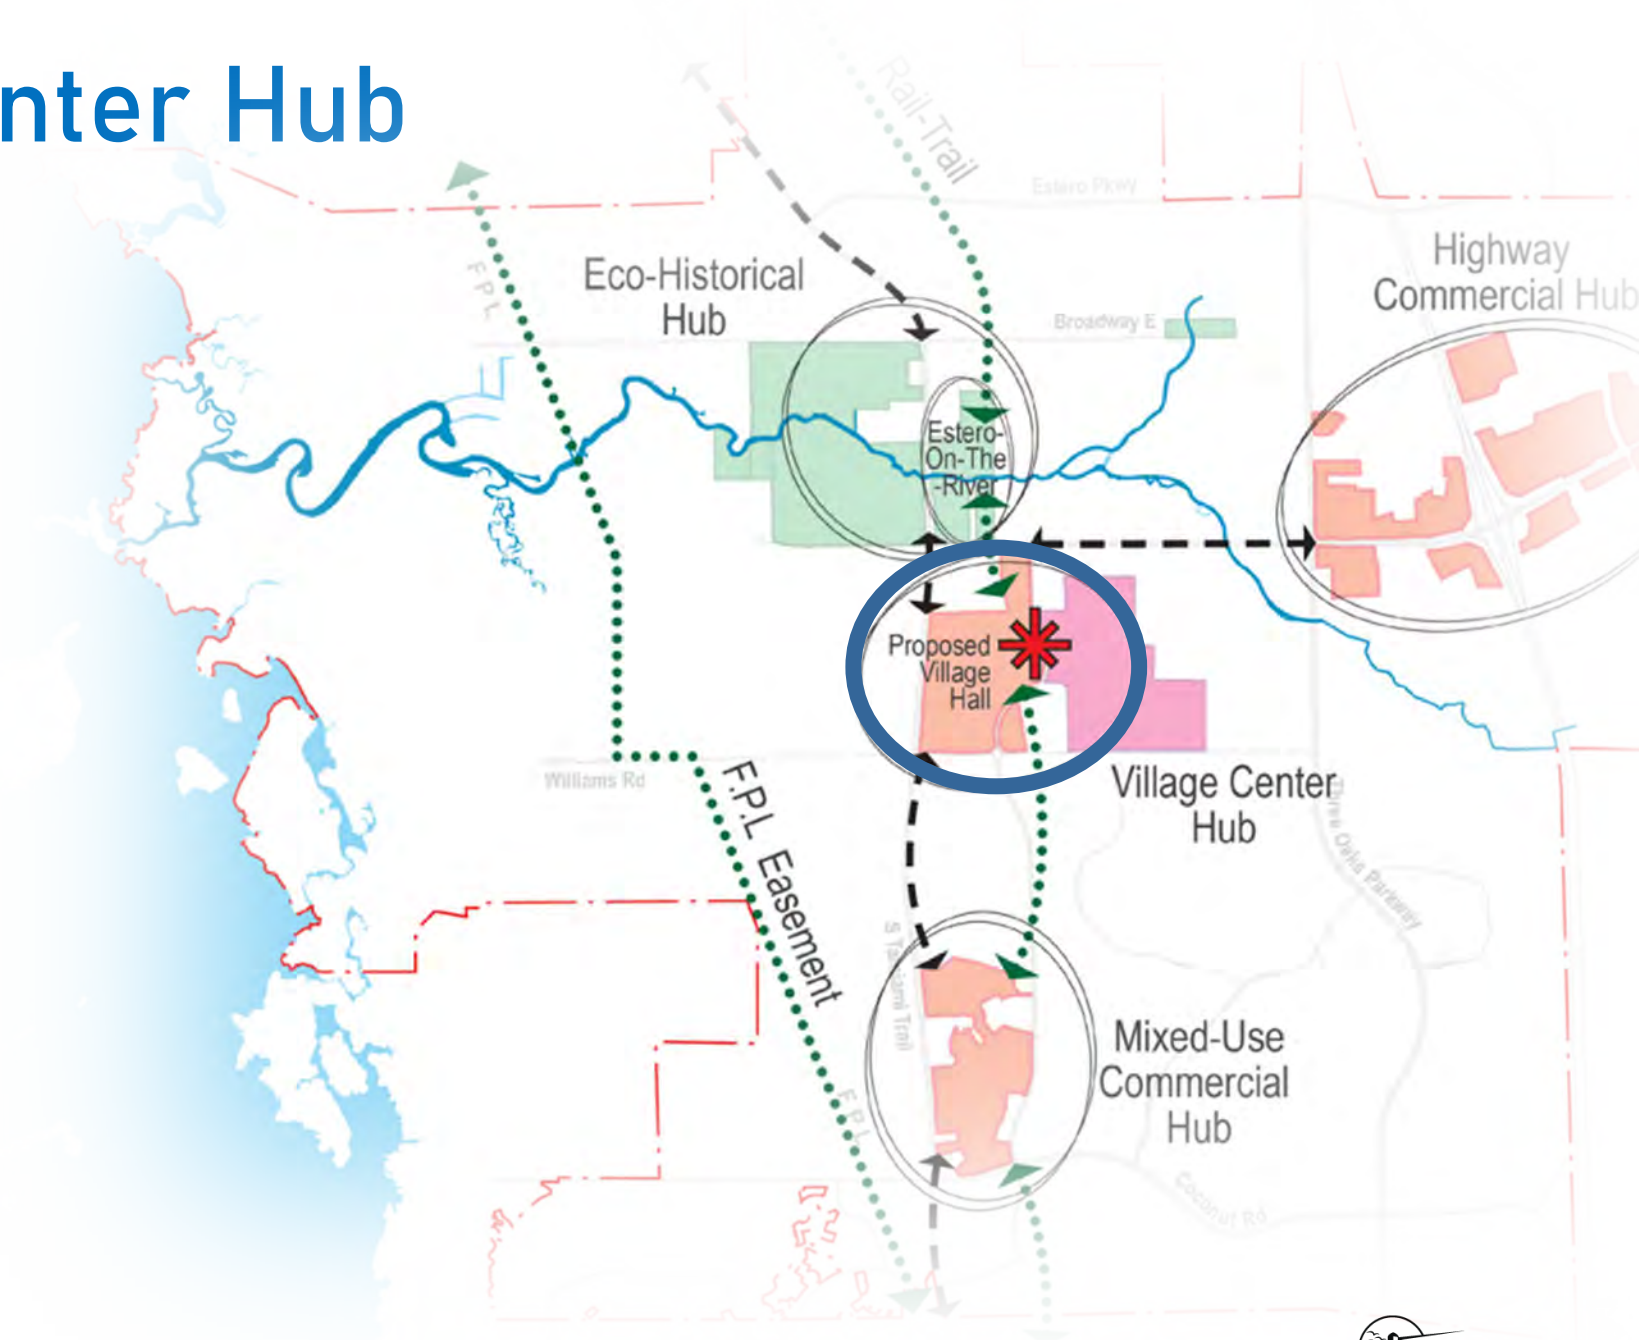 nter Hub
Rail-Trail
Estero Pkwy
Highway
Commercial Hub
Eco-Historical
Hub
F.P.L
Broadway E
Estero-
On-The
-River
Proposed
Village
Hall
Williams Rd
F.P.L Easement
Village Center
Hub
Three Oaks Parkway
S Tamiami Trail
Mixed-Use
Commercial
Hub
F.P.L
Coconut Rd